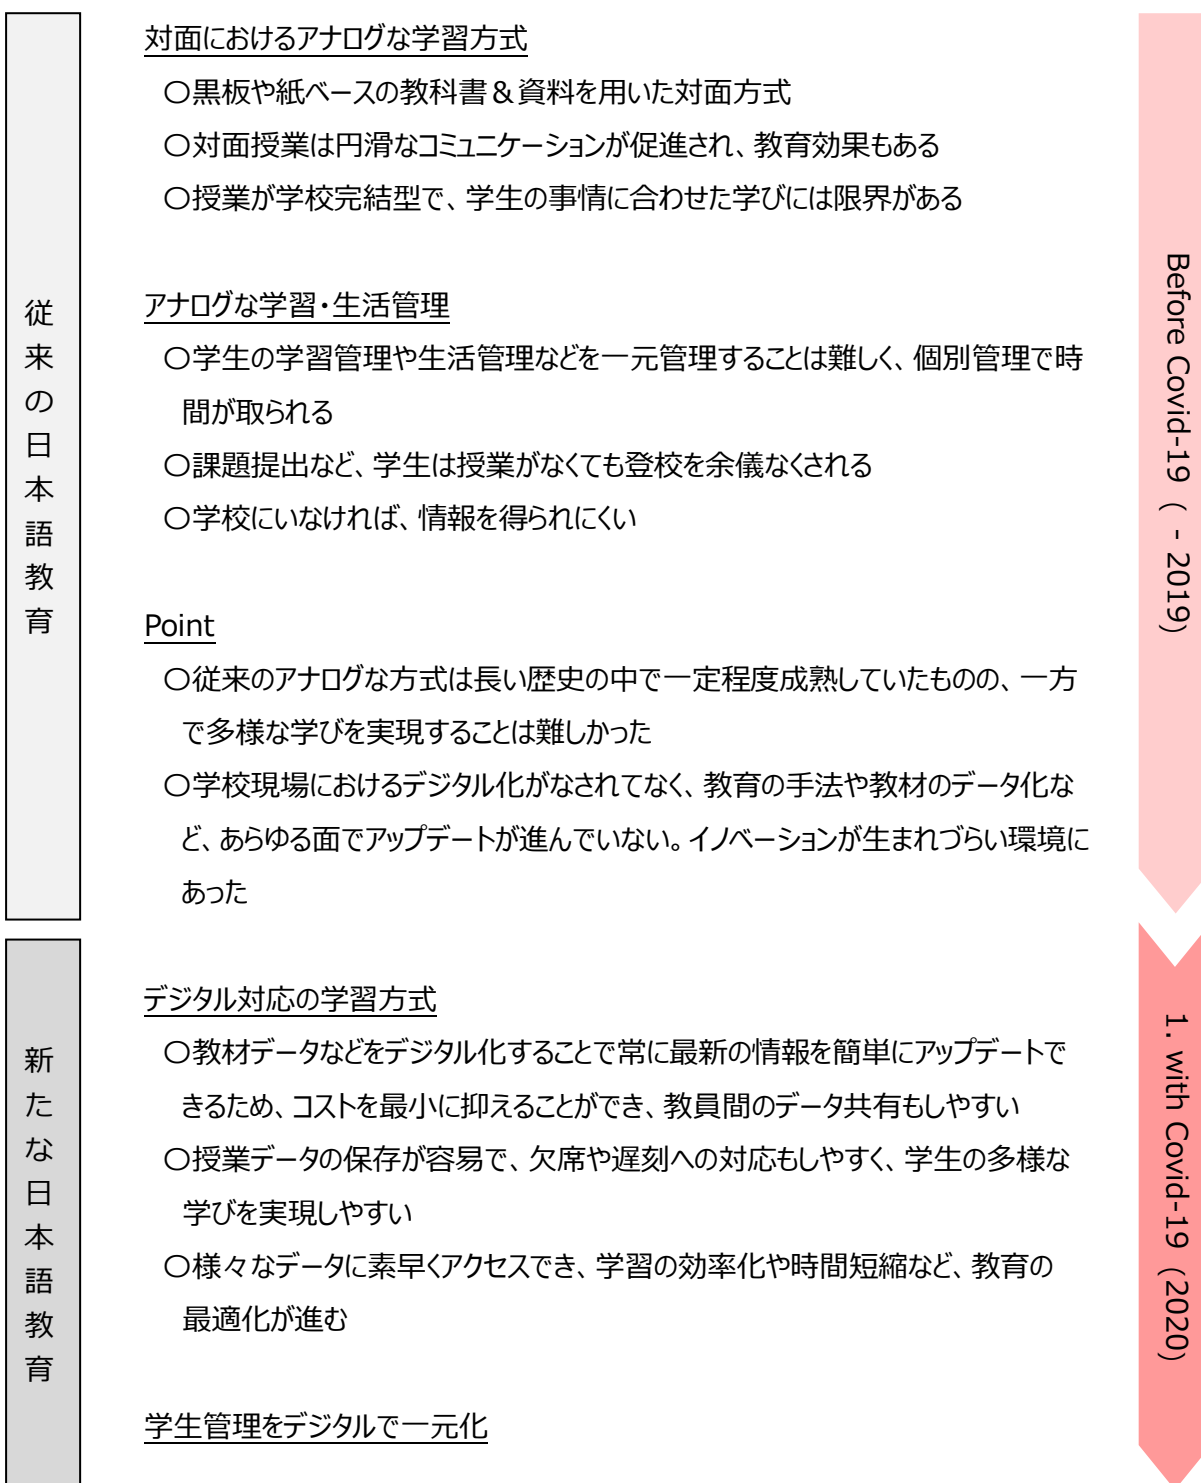 従来の日本語教育
対面におけるアナログな学習方式
〇黒板や紙ベースの教科書＆資料を用いた対面方式
〇対面授業は円滑なコミュニケーションが促進され、教育効果もある
〇授業が学校完結型で、学生の事情に合わせた学びには限界がある
アナログな学習・生活管理
〇学生の学習管理や生活管理などを一元管理することは難しく、個別管理で時
間が取られる
〇課題提出など、学生は授業がなくても登校を余儀なくされる
〇学校にいなければ、情報を得られにくい
Point
〇従来のアナログな方式は長い歴史の中で一定程度成熟していたものの、一方
で多様な学びを実現することは難しかった
〇学校現場におけるデジタル化がなされてなく、教育の手法や教材のデータ化な
ど、あらゆる面でアップデートが進んでいない。イノベーションが生まれづらい環境に
あった
Before Covid-19 ( - 2019)
新たな日本語教育
デジタル対応の学習方式
〇教材データなどをデジタル化することで常に最新の情報を簡単にアップデートで
きるため、コストを最小に抑えることができ、教員間のデータ共有もしやすい
〇授業データの保存が容易で、欠席や遅刻への対応もしやすく、学生の多様な
学びを実現しやすい
〇様々なデータに素早くアクセスでき、学習の効率化や時間短縮など、教育の
最適化が進む
学生管理をデジタルで一元化
1. with Covid-19 (2020)